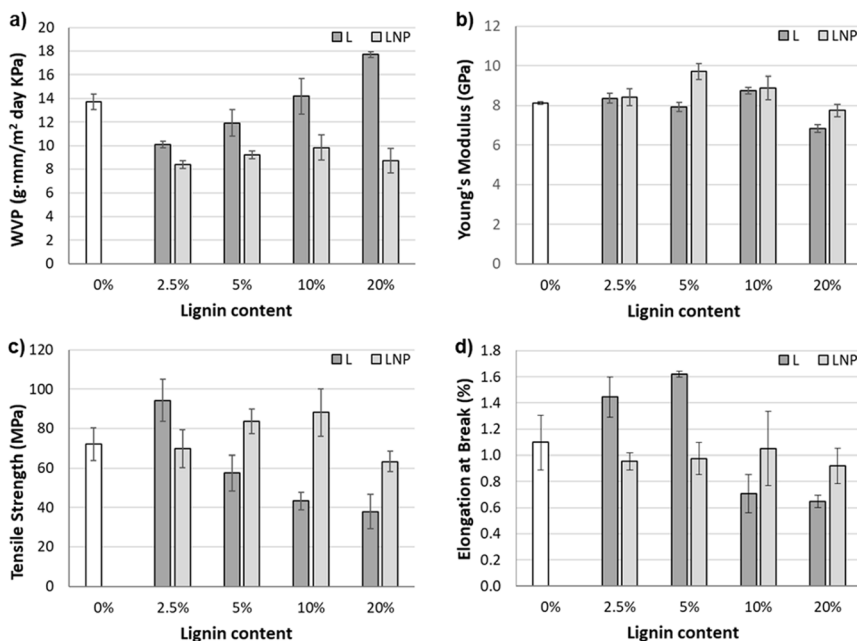 a)
L LNP
WVP (g·mm/m² day KPa)
18
16
14
12
10
8
6
4
2
0
0% 2.5% 5% 10% 20%
Lignin content
b)
L LNP
Young's Modulus (GPa)
12
10
8
6
4
2
0
0% 2.5% 5% 10% 20%
Lignin content
c)
L LNP
Tensile Strength (MPa)
120
100
80
60
40
20
0
0% 2.5% 5% 10% 20%
Lignin content
d)
L LNP
Elongation at Break (%)
1.8
1.6
1.4
1.2
1.0
0.8
0.6
0.4
0.2
0.0
0% 2.5% 5% 10% 20%
Lignin content